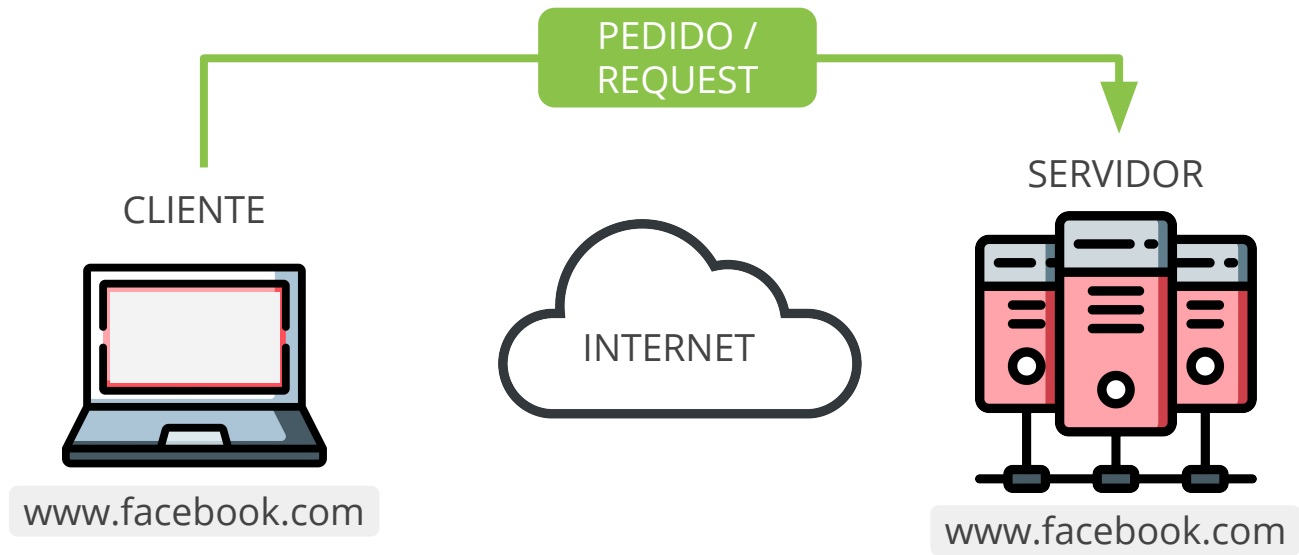 PEDIDO /
REQUEST
CLIENTE
SERVIDOR
INTERNET
www.facebook.com
www.facebook.com